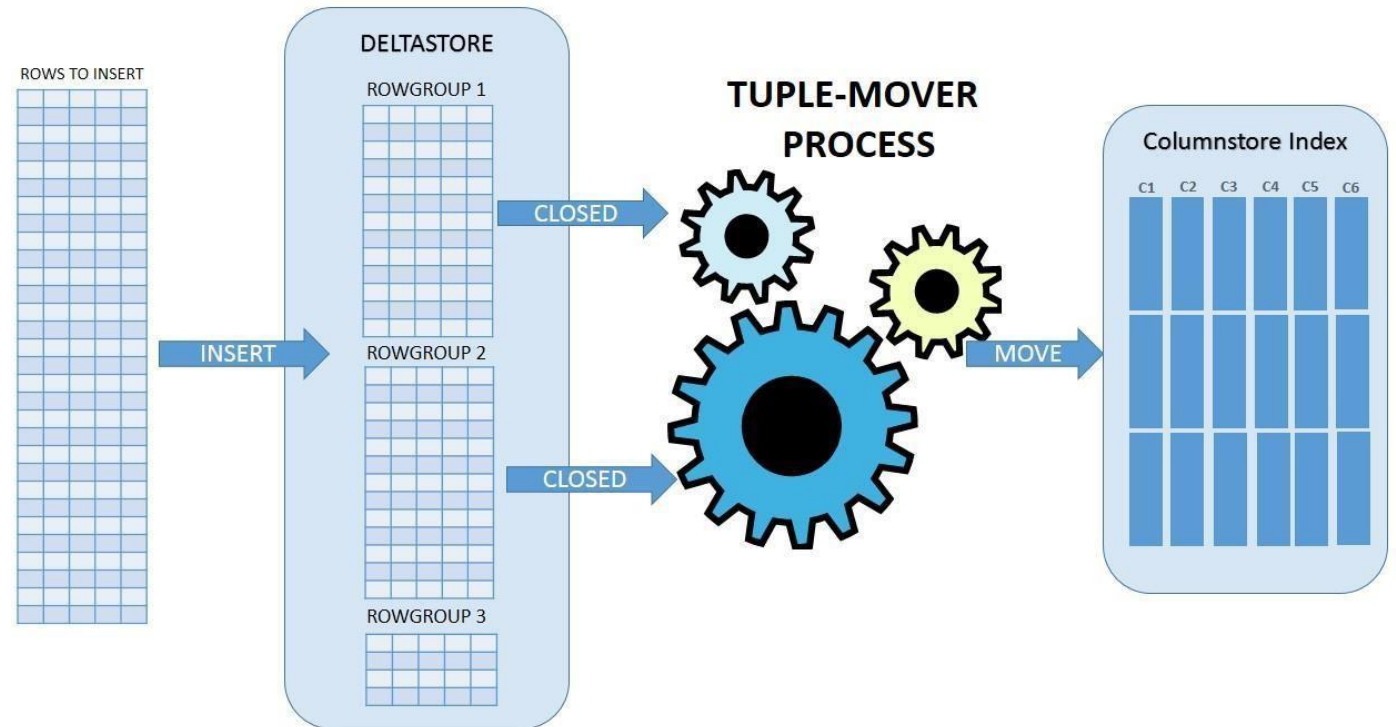 ROWS TO INSERT
INSERT
DELTASTORE
ROWGROUP 1
ROWGROUP 2
ROWGROUP 3
CLOSED
CLOSED
TUPLE-MOVER
PROCESS
MOVE
Columnstore Index
C1 C2 C3 C4 C5 C6